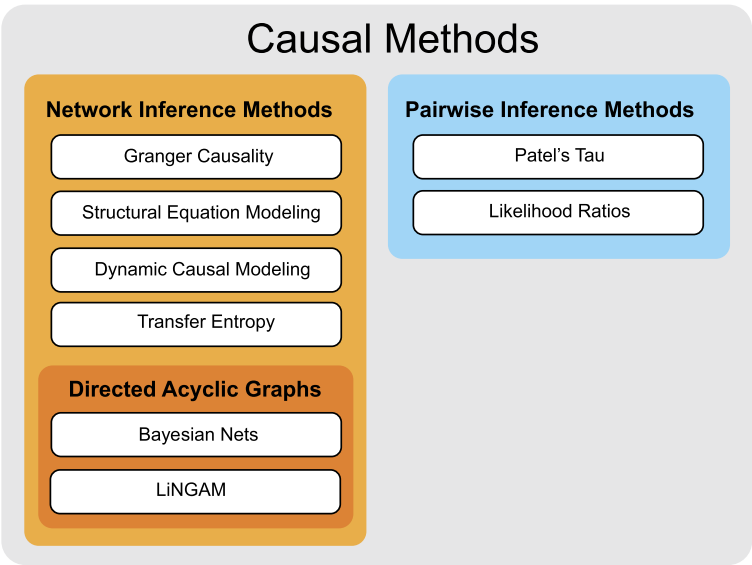 Causal Methods
Network Inference Methods
Granger Causality
Structural Equation Modeling
Dynamic Causal Modeling
Transfer Entropy
Directed Acyclic Graphs
Bayesian Nets
LiNGAM
Pairwise Inference Methods
Patel’s Tau
Likelihood Ratios